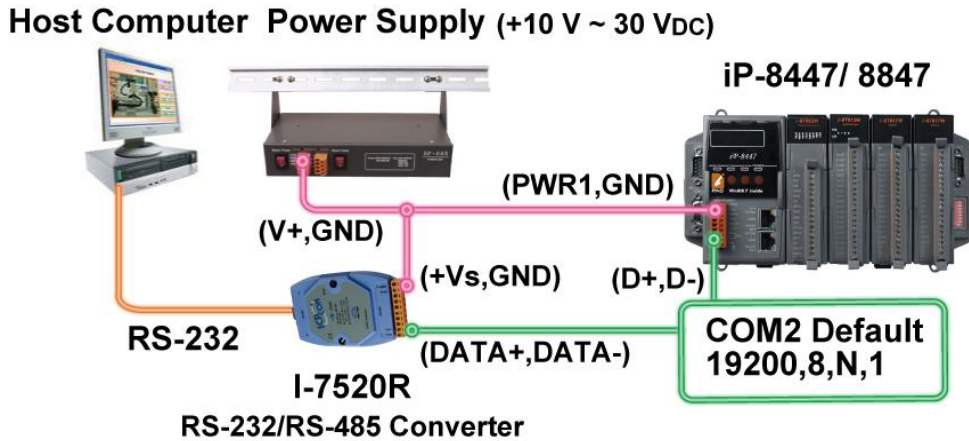 Host Computer Power Supply (+10 V ~ 30 VDC)
iP-8447/ 8847
iP-8447
(PWR1,GND)
(V+,GND)
(+Vs,GND)
(D+,D-)
RS-232
(DATA+,DATA-)
COM2 Default
19200,8,N,1
I-7520R
RS-232/RS-485 Converter